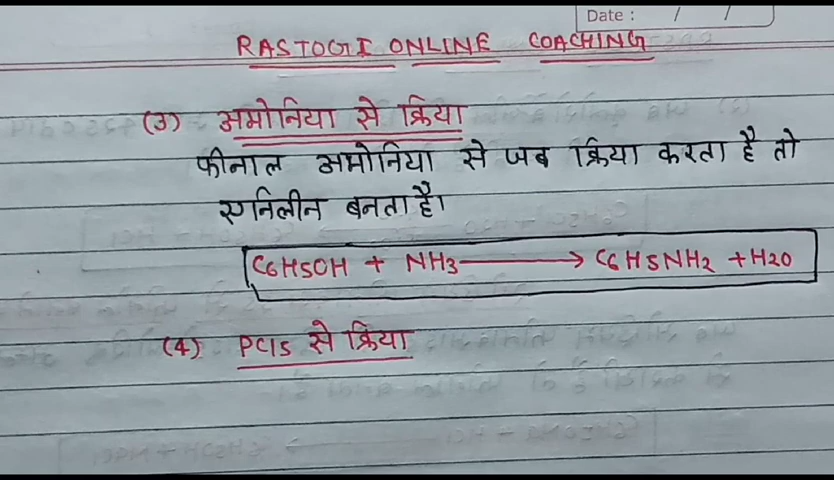 Date : / /
RASTOGI ONLINE COACHING
(3) अमोनिया से क्रिया
फीनाल अमोनिया से जब क्रिया करता है तो
एनिलीन बनता है।
C6H5OH + NH3 → C6H5NH2 + H2O
(4) PCl5 से क्रिया